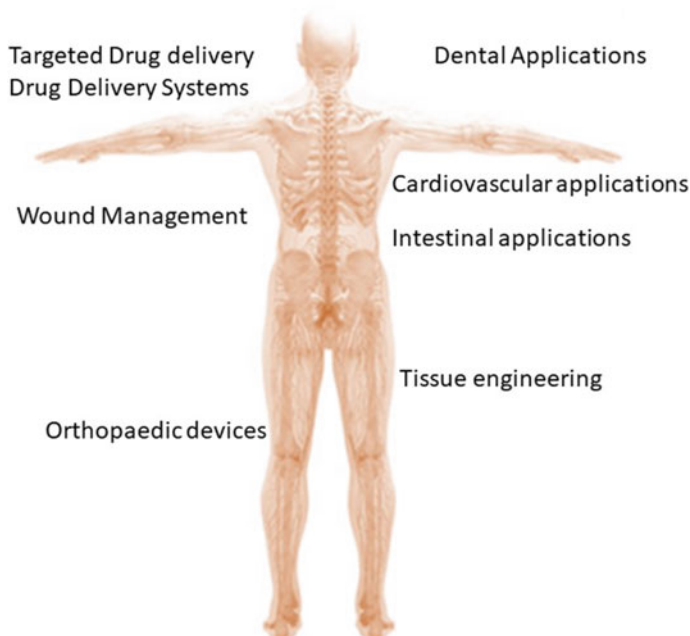 Targeted Drug delivery
Drug Delivery Systems
Dental Applications
Wound Management
Cardiovascular applications
Intestinal applications
Tissue engineering
Orthopaedic devices